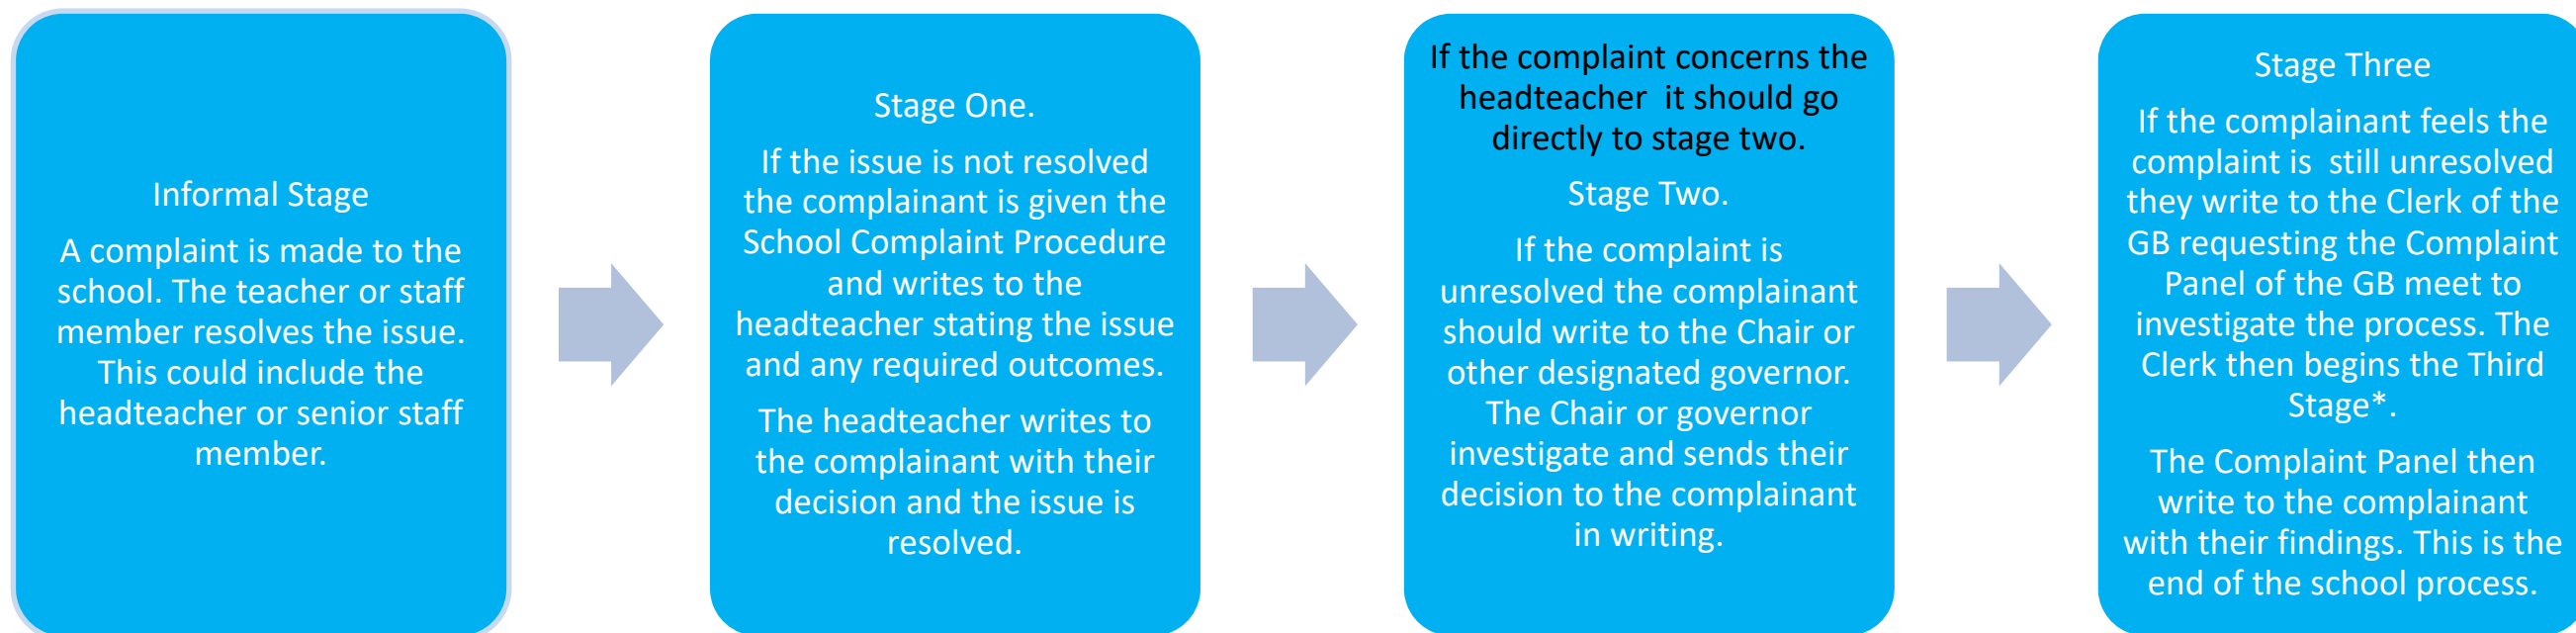 Informal Stage
A complaint is made to the
school. The teacher or staff
member resolves the issue.
This could include the
headteacher or senior staff
member.
Stage One.
If the issue is not resolved
the complainant is given the
School Complaint Procedure
and writes to the
headteacher stating the issue
and any required outcomes.
The headteacher writes to
the complainant with their
decision and the issue is
resolved.
If the complaint concerns the
headteacher  it should go
directly to stage two.
Stage Two.
If the complaint is
unresolved the complainant
should write to the Chair or
other designated governor.
The Chair or governor
investigate and sends their
decision to the complainant
in writing.
Stage Three
If the complainant feels the
complaint is  still unresolved
they write to the Clerk of the
GB requesting the Complaint
Panel of the GB meet to
investigate the process. The
Clerk then begins the Third
Stage*.
The Complaint Panel then
write to the complainant
with their findings. This is the
end of the school process.